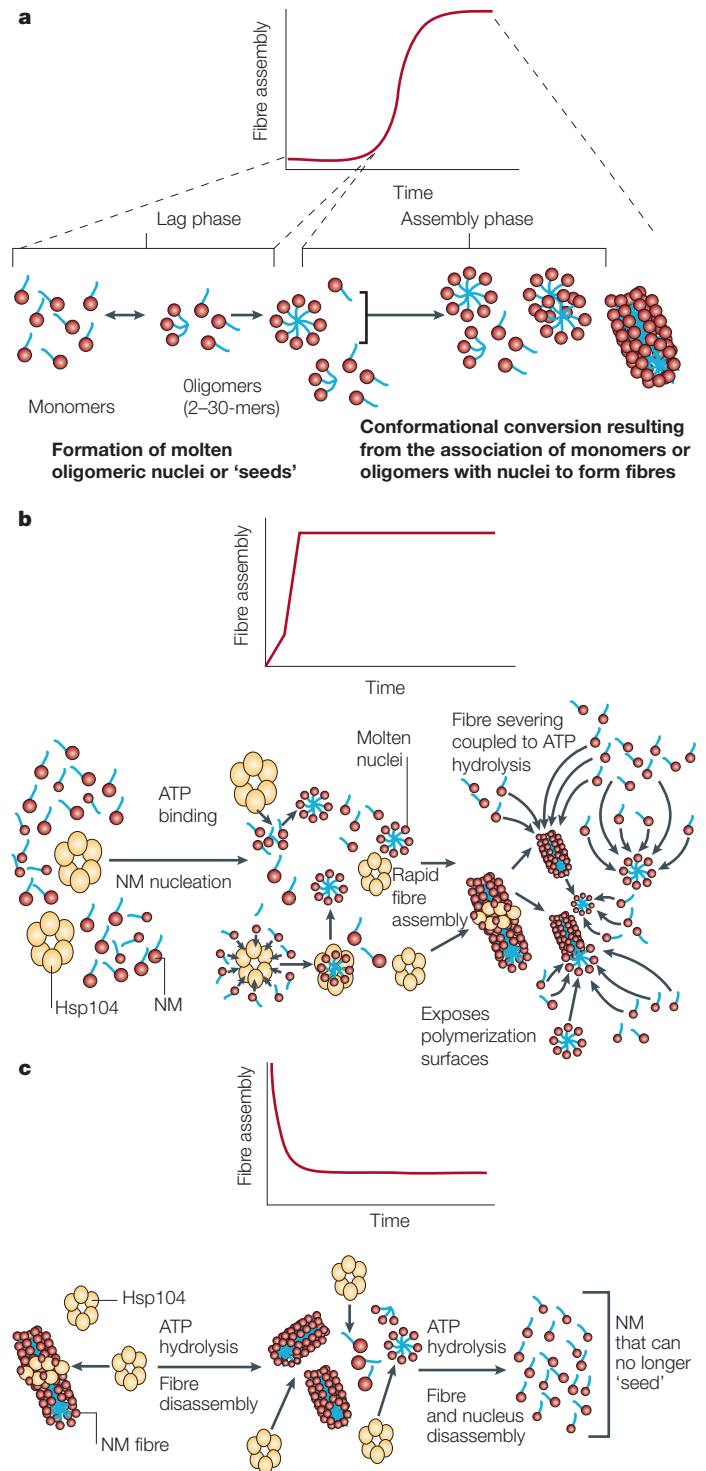 a
Fibre assembly
Time
Lag phase
Assembly phase
Monomers
0ligomers
(2–30-mers)
Formation of molten
oligomeric nuclei or ‘seeds’
Conformational conversion resulting
from the association of monomers or
oligomers with nuclei to form fibres
b
Fibre assembly
Time
Molten
nuclei
Fibre severing
coupled to ATP
hydrolysis
ATP
binding
NM nucleation
Rapid
fibre
assembly
Hsp104
NM
Exposes
polymerization
surfaces
c
Fibre assembly
Time
Hsp104
ATP
hydrolysis
Fibre
disassembly
NM fibre
ATP
hydrolysis
Fibre
and nucleus
disassembly
NM
that can
no longer
‘seed’